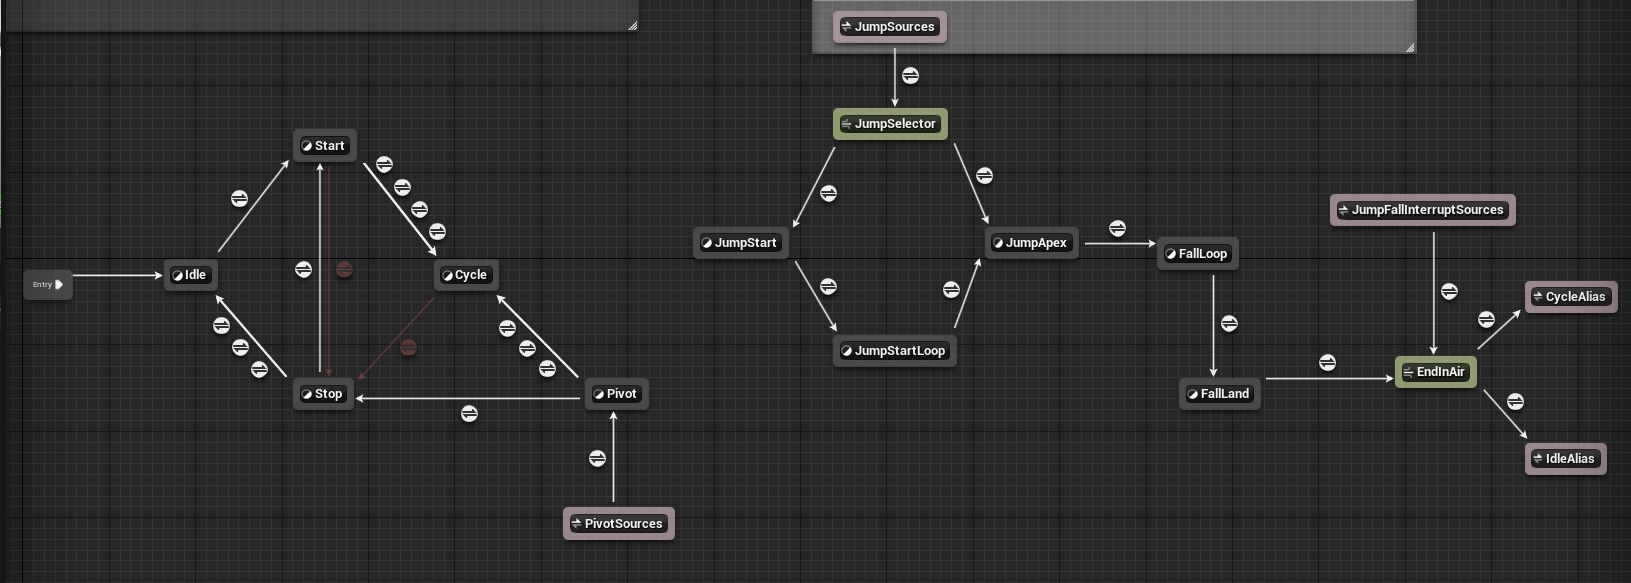 JumpSources
JumpSelector
Start
JumpFallInterruptSources
JumpStart
JumpApex
FallLoop
Entry
Idle
Cycle
CycleAlias
JumpStartLoop
EndInAir
Stop
Pivot
FallLand
IdleAlias
PivotSources